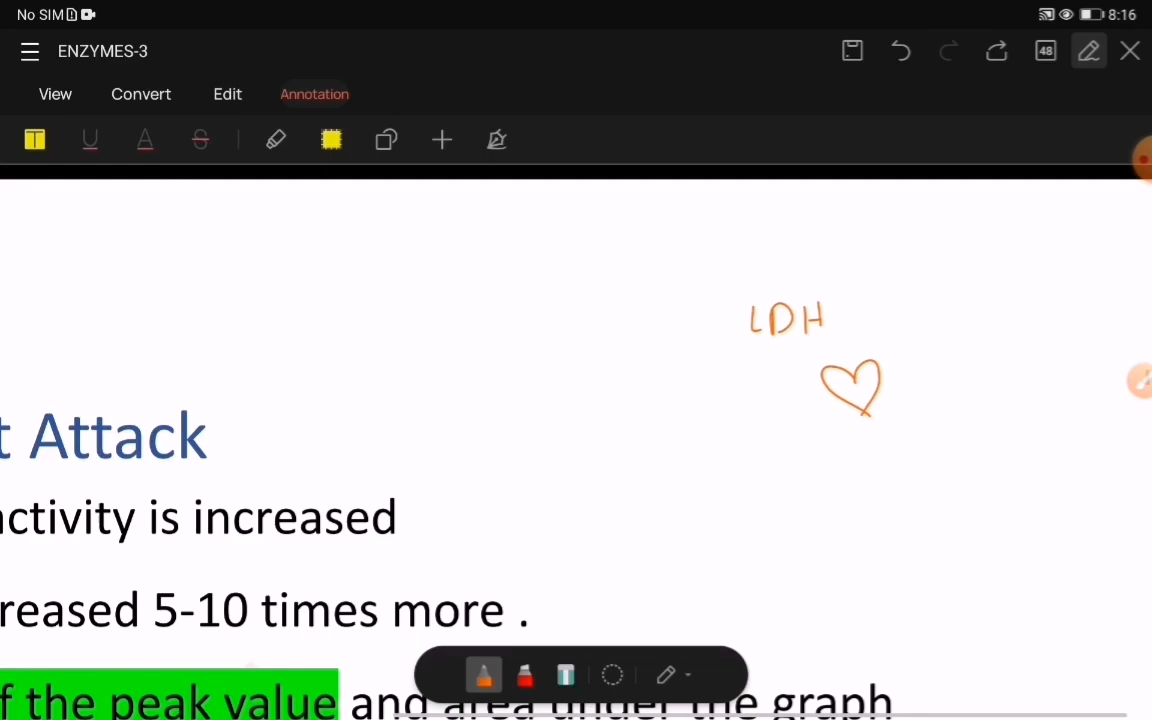 No SIM 8:16
ENZYMES-3
48
View Convert Edit Annotation
T U A S
LDH
t Attack
activity is increased
reased 5-10 times more .
f the peak value and area under the graph